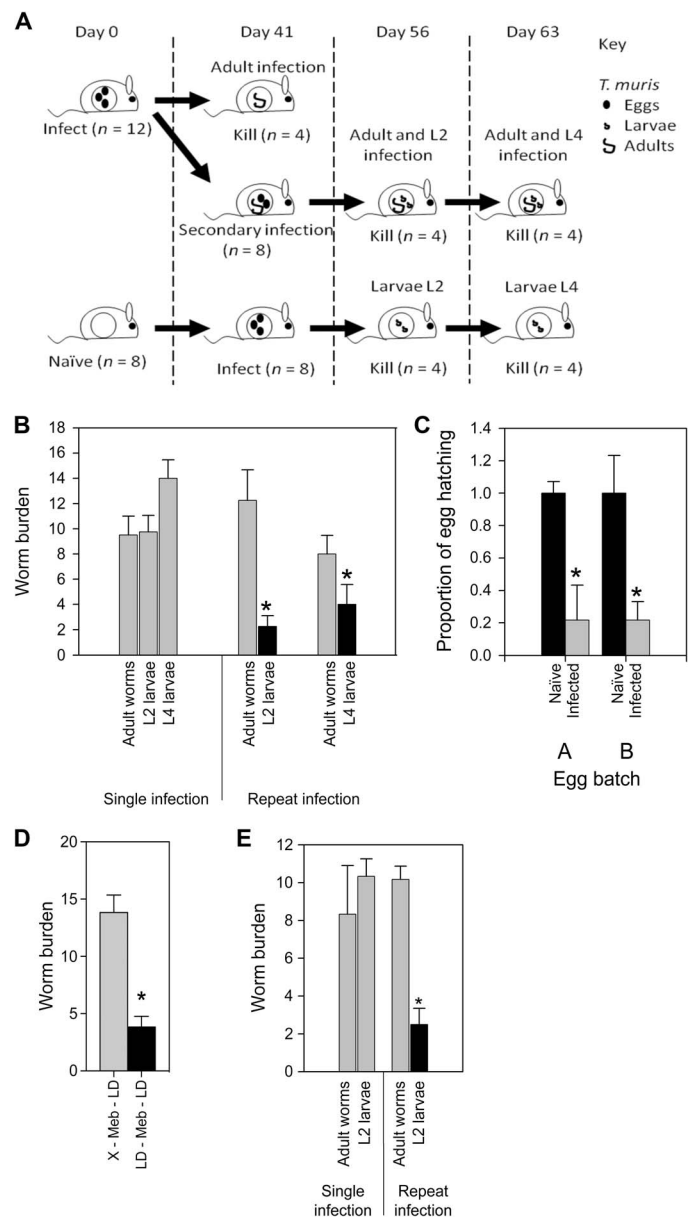 A
Day 0
Day 41
Day 56
Day 63
Key
Adult infection
T. muris
Eggs
Larvae
Adults
Infect (n = 12)
Kill (n = 4)
Adult and L2
infection
Adult and L4
infection
Secondary infection
(n = 8)
Kill (n = 4)
Kill (n = 4)
Larvae L2
Larvae L4
Naïve (n = 8)
Infect (n = 8)
Kill (n = 4)
Kill (n = 4)
B
Worm burden
18
16
14
12
10
8
6
4
2
0
*
*
Adult worms
L2 larvae
L4 larvae
Adult worms
L2 larvae
Adult worms
L4 larvae
Single infection
Repeat infection
C
Proportion of egg hatching
1.4
1.2
1.0
0.8
0.6
0.4
0.2
0.0
*
*
Naïve
Infected
Naïve
Infected
A
B
Egg batch
D
Worm burden
20
15
10
5
0
*
X - Meb - LD
LD - Meb - LD
E
Worm burden
12
10
8
6
4
2
0
*
Adult worms
L2 larvae
Adult worms
L2 larvae
Single
infection
Repeat
infection